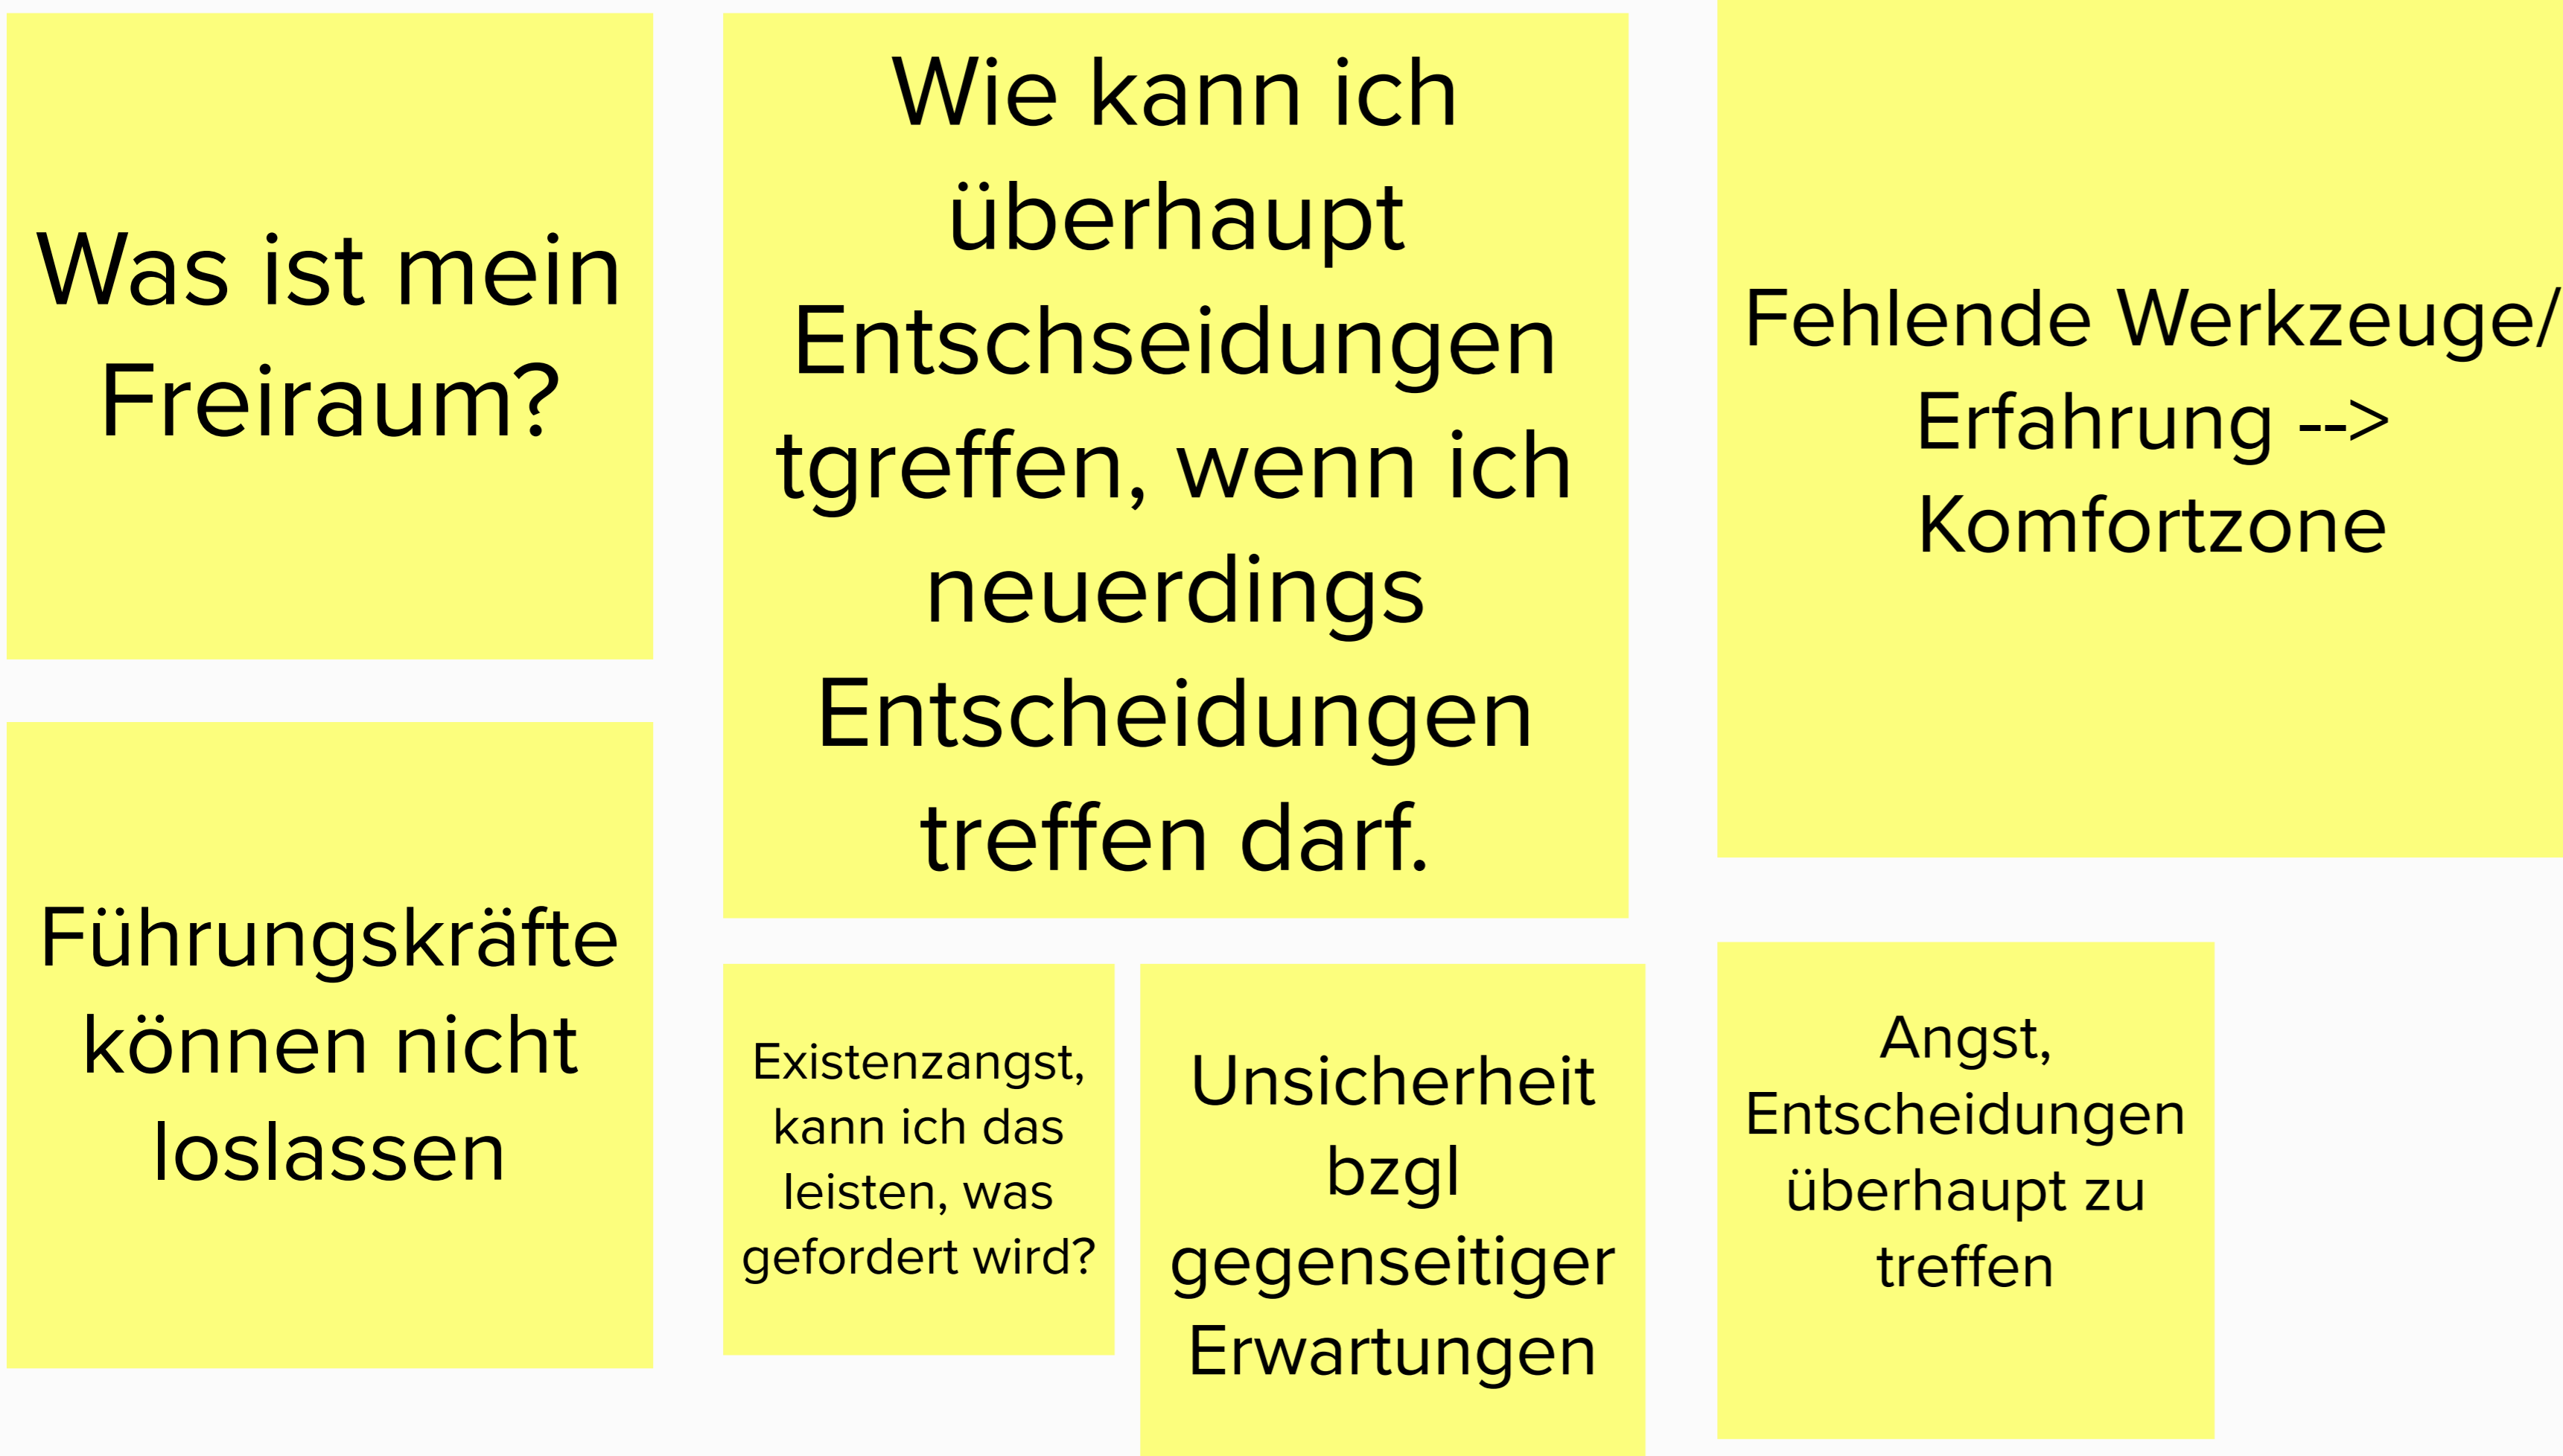 Was ist mein
Freiraum?
Wie kann ich
überhaupt
Entschseidungen
tgreffen, wenn ich
neuerdings
Entscheidungen
treffen darf.
Fehlende Werkzeuge/
Erfahrung -->
Komfortzone
Führungskräfte
können nicht
loslassen
Existenzangst,
kann ich das
leisten, was
gefordert wird?
Unsicherheit
bzgl
gegenseitiger
Erwartungen
Angst,
Entscheidungen
überhaupt zu
treffen